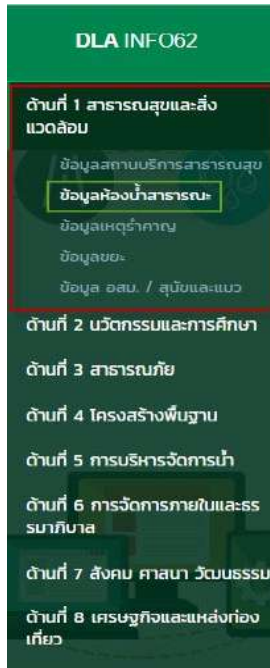 DLA INFO62
ด้านที่ 1 สาธารณสุขและสิ่ง
แวดล้อม
ข้อมูลสถานบริการสาธารณสุข
ข้อมูลห้องน้ำสาธารณะ
ข้อมูลเหตุรำคาญ
ข้อมูลขยะ
ข้อมูล อสม. / สุนัขและแมว
ด้านที่ 2 นวัตกรรมและการศึกษา
ด้านที่ 3 สาธารณภัย
ด้านที่ 4 โครงสร้างพื้นฐาน
ด้านที่ 5 การบริหารจัดการน้ำ
ด้านที่ 6 การจัดการภายในและธร
รมาภิบาล
ด้านที่ 7 สังคม ศาสนา วัฒนธรรม
ด้านที่ 8 เศรษฐกิจและแหล่งท่อง
เที่ยว